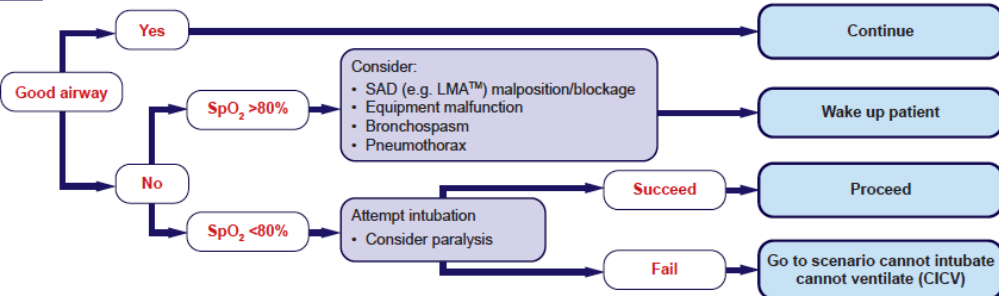 Yes
Continue
Good airway
SpO₂ >80%
Consider:
• SAD (e.g. LMA™) malposition/blockage
• Equipment malfunction
• Bronchospasm
• Pneumothorax
Wake up patient
No
SpO₂ <80%
Attempt intubation
• Consider paralysis
Succeed
Proceed
Fail
Go to scenario cannot intubate
cannot ventilate (CICV)